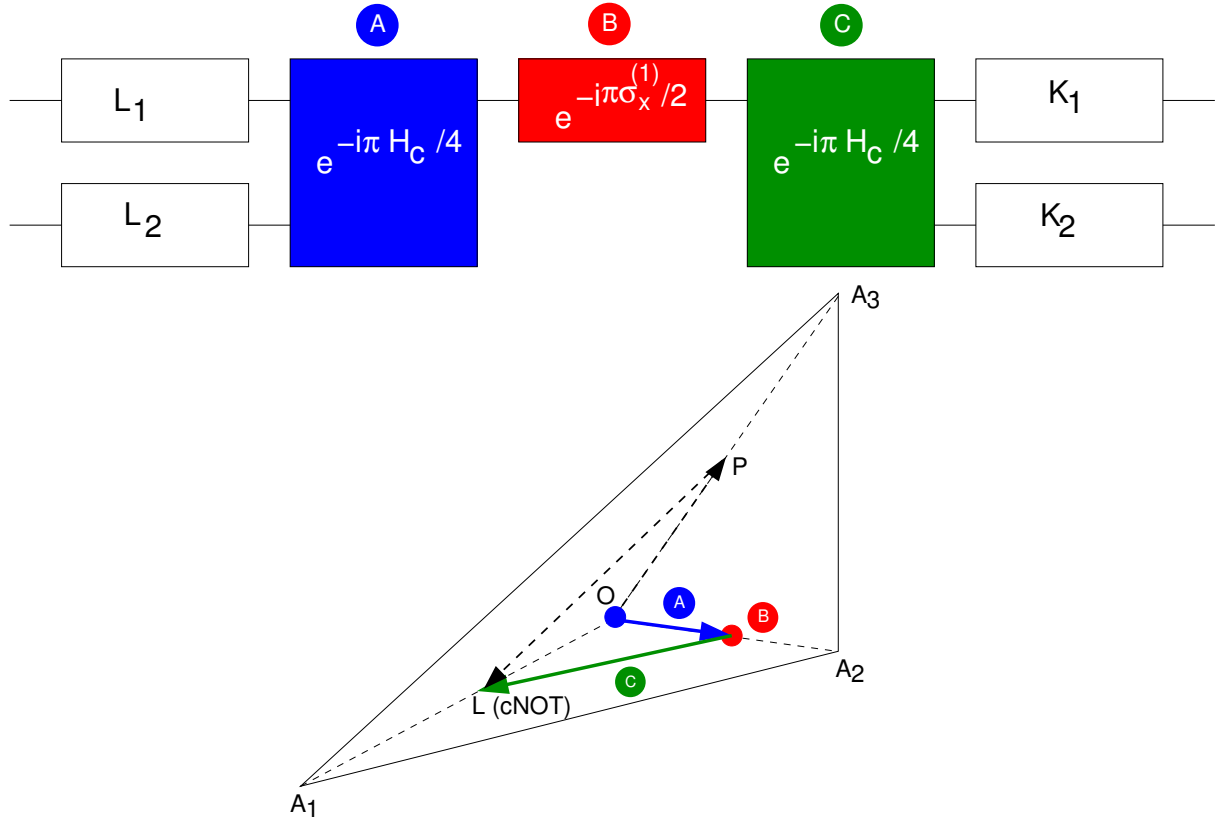 A B C
L1 e^-iπ H_c /4 e^-iπσ_x^(1)/2 e^-iπ H_c /4 K1
L2 K2
A3
P
O A B
C A2
L (cNOT)
A1